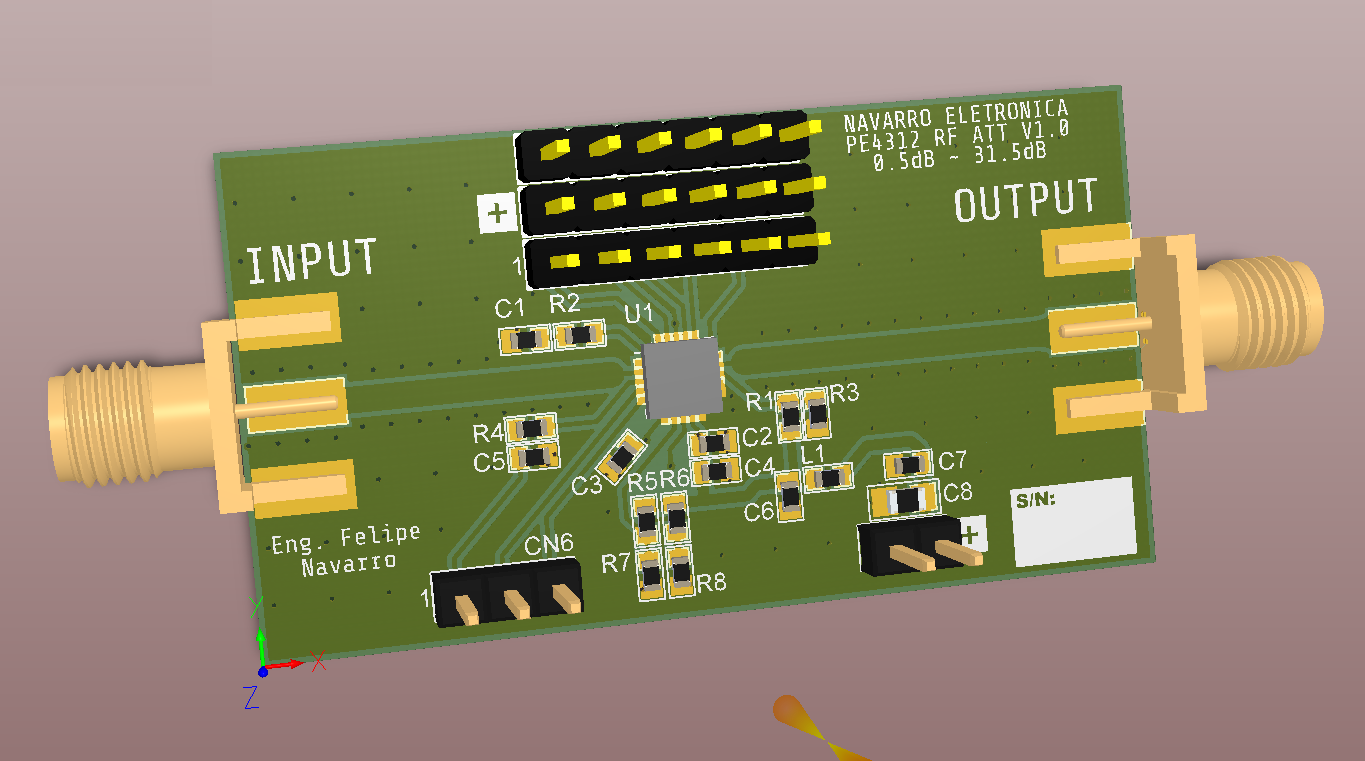 NAVARRO ELETRONICA
PE4312 RF ATT V1.0
0.5dB ~ 31.5dB
+
OUTPUT
INPUT
1
C1 R2 U1
R1 R3
R4
C2
C5
C4 L1
C7
C3
R5 R6
C8
C6
S/N:
Eng. Felipe
Navarro
CN6
+
R7
R8
1
Y
X
Z